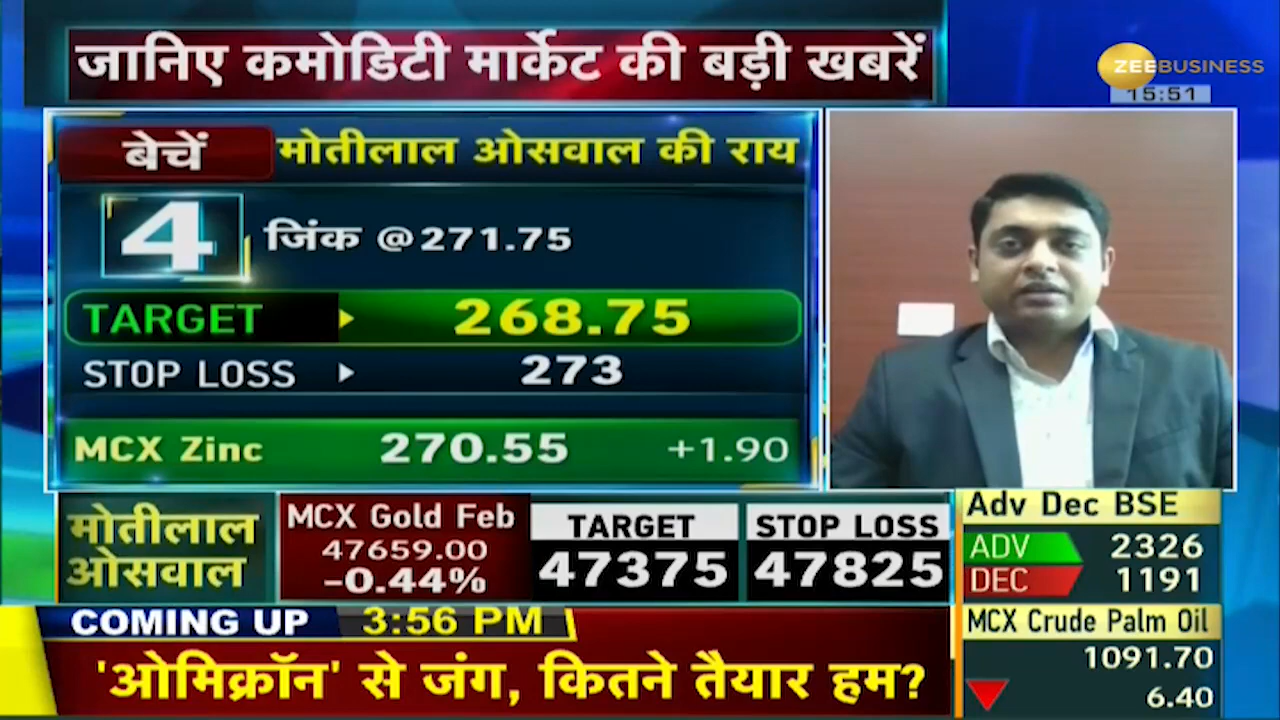 जानिए कमोडिटी मार्केट की बड़ी खबरें
ZEEBUSINESS
15:51
बेचें
मोतीलाल ओसवाल की राय
4
जिंक @271.75
TARGET 268.75
STOP LOSS 273
MCX Zinc 270.55 +1.90
मोतीलाल
ओसवाल
MCX Gold Feb
47659.00
-0.44%
TARGET
47375
STOP LOSS
47825
Adv Dec BSE
ADV 2326
DEC 1191
MCX Crude Palm Oil
1091.70
6.40
COMING UP 3:56 PM
'ओमिक्रॉन' से जंग, कितने तैयार हम?